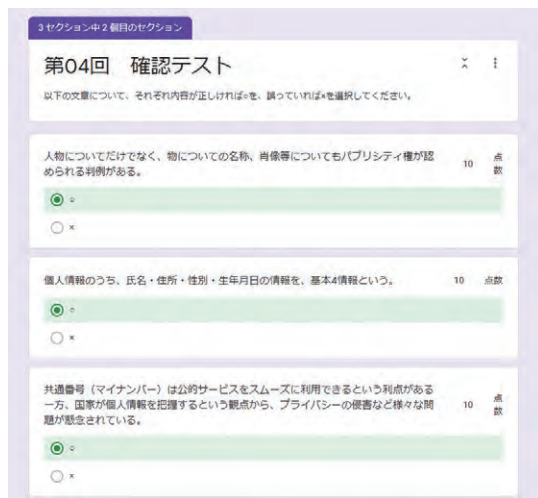 3 セクション中 2 個目のセクション
第04回　確認テスト
以下の文章について、それぞれ内容が正しければ○を、誤っていれば×を選択してください。
人物についてだけでなく、物についての名称、肖像等についてもパブリシティ権が認
められる判例がある。
10 点
数
○
×
個人情報のうち、氏名・住所・性別・生年月日の情報を、基本4情報という。
10 点数
○
×
共通番号（マイナンバー）は公的サービスをスムーズに利用できるという利点がある
一方、国家が個人情報を把握するという観点から、プライバシーの侵害など様々な問
題が懸念されている。
10 点
数
○
×